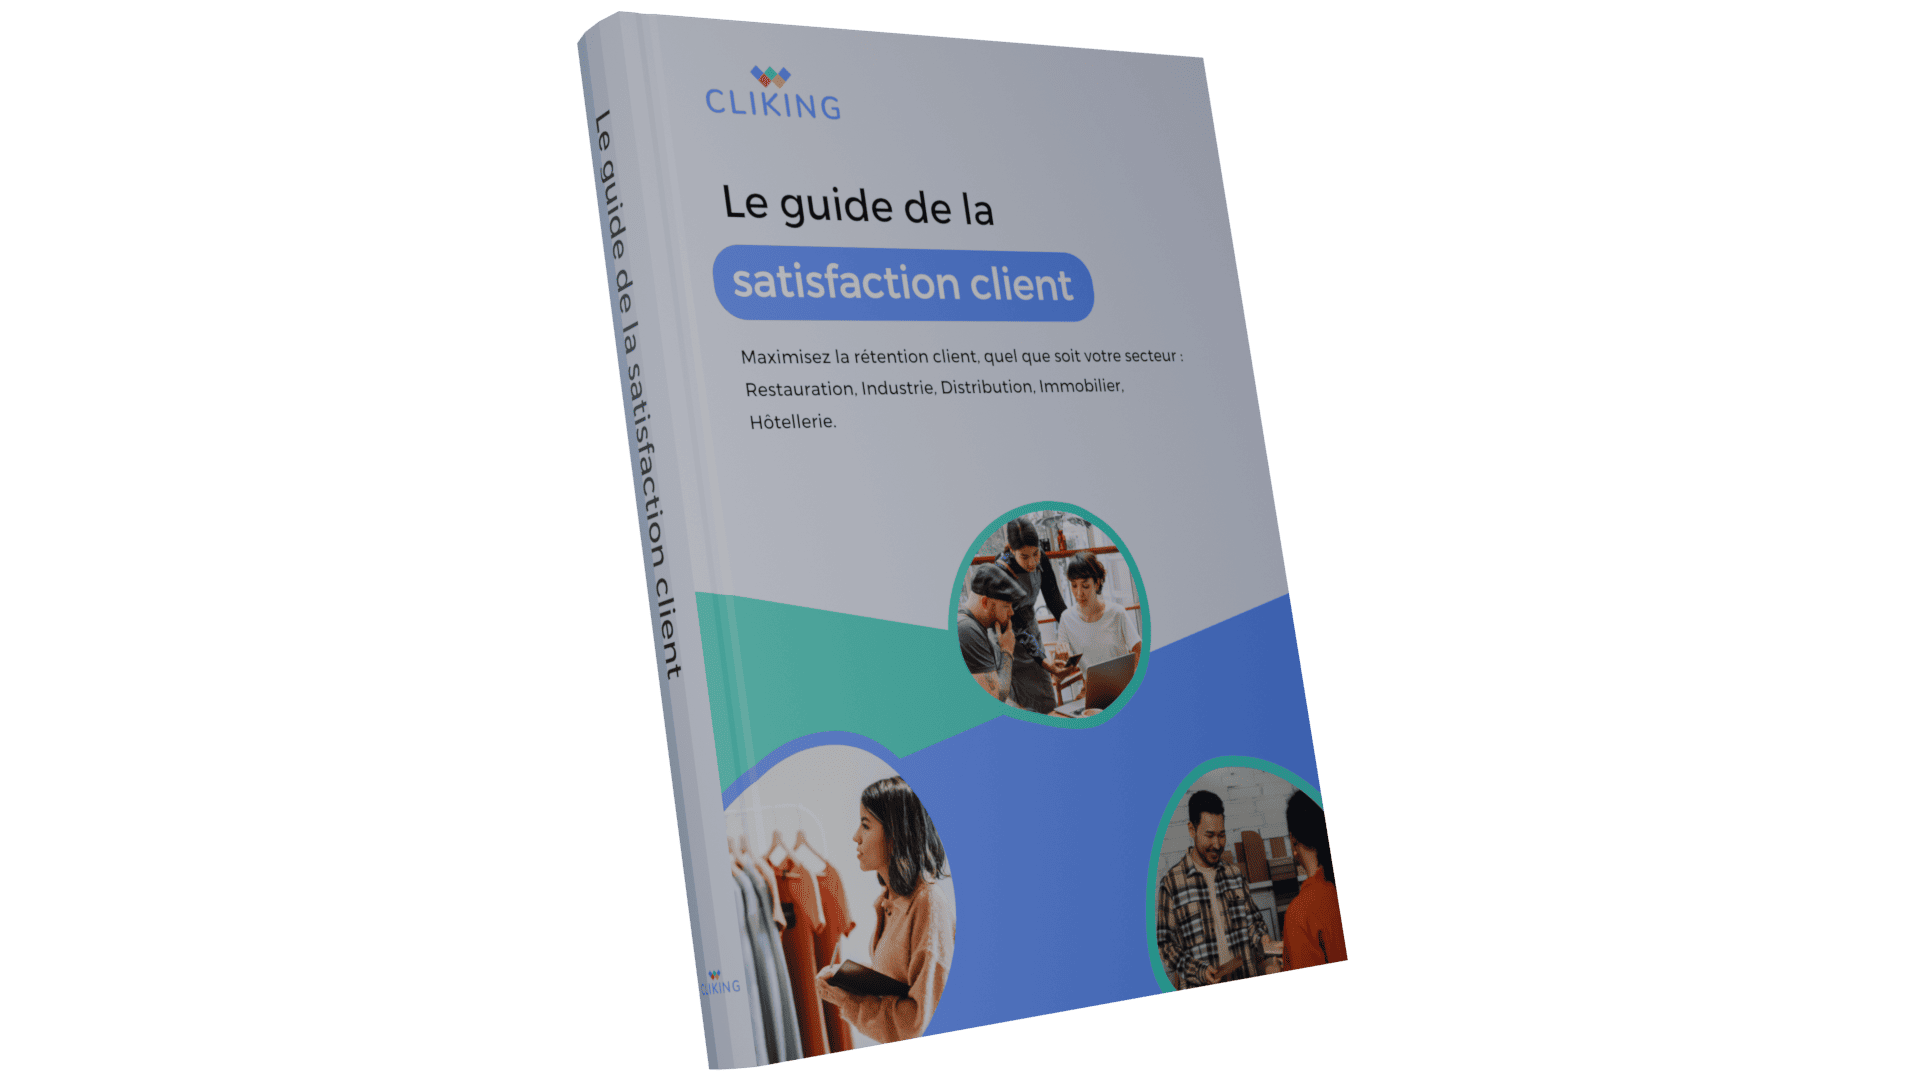 CLIKING
Le guide de la
satisfaction client
Maximisez la rétention client, quel que soit votre secteur :
Restauration, Industrie, Distribution, Immobilier,
Hôtellerie.
Le guide de la satisfaction client
CLIKING